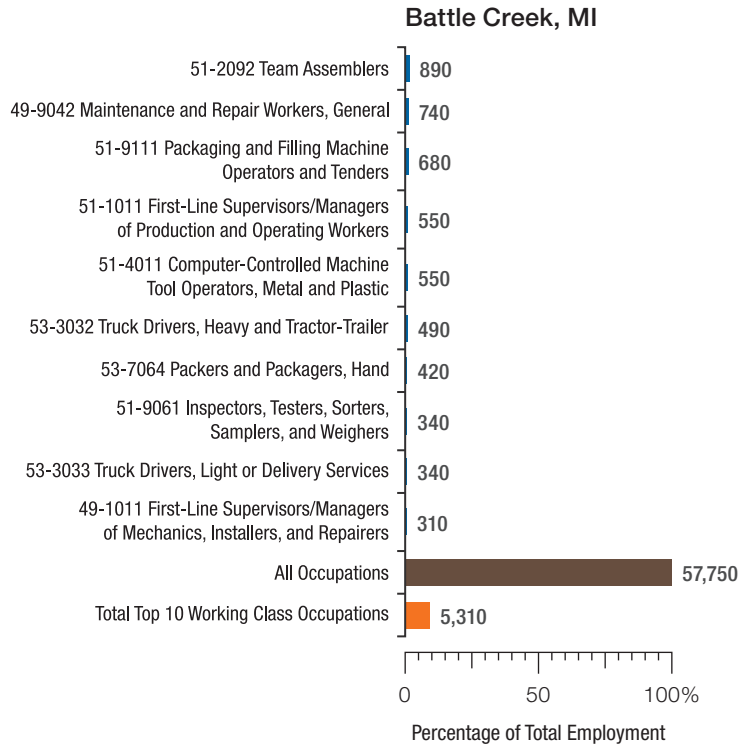 Battle Creek, MI
51-2092 Team Assemblers 890
49-9042 Maintenance and Repair Workers, General 740
51-9111 Packaging and Filling Machine
Operators and Tenders 680
51-1011 First-Line Supervisors/Managers
of Production and Operating Workers 550
51-4011 Computer-Controlled Machine
Tool Operators, Metal and Plastic 550
53-3032 Truck Drivers, Heavy and Tractor-Trailer 490
53-7064 Packers and Packagers, Hand 420
51-9061 Inspectors, Testers, Sorters,
Samplers, and Weighers 340
53-3033 Truck Drivers, Light or Delivery Services 340
49-1011 First-Line Supervisors/Managers
of Mechanics, Installers, and Repairers 310
All Occupations 57,750
Total Top 10 Working Class Occupations 5,310
0 50 100%
Percentage of Total Employment